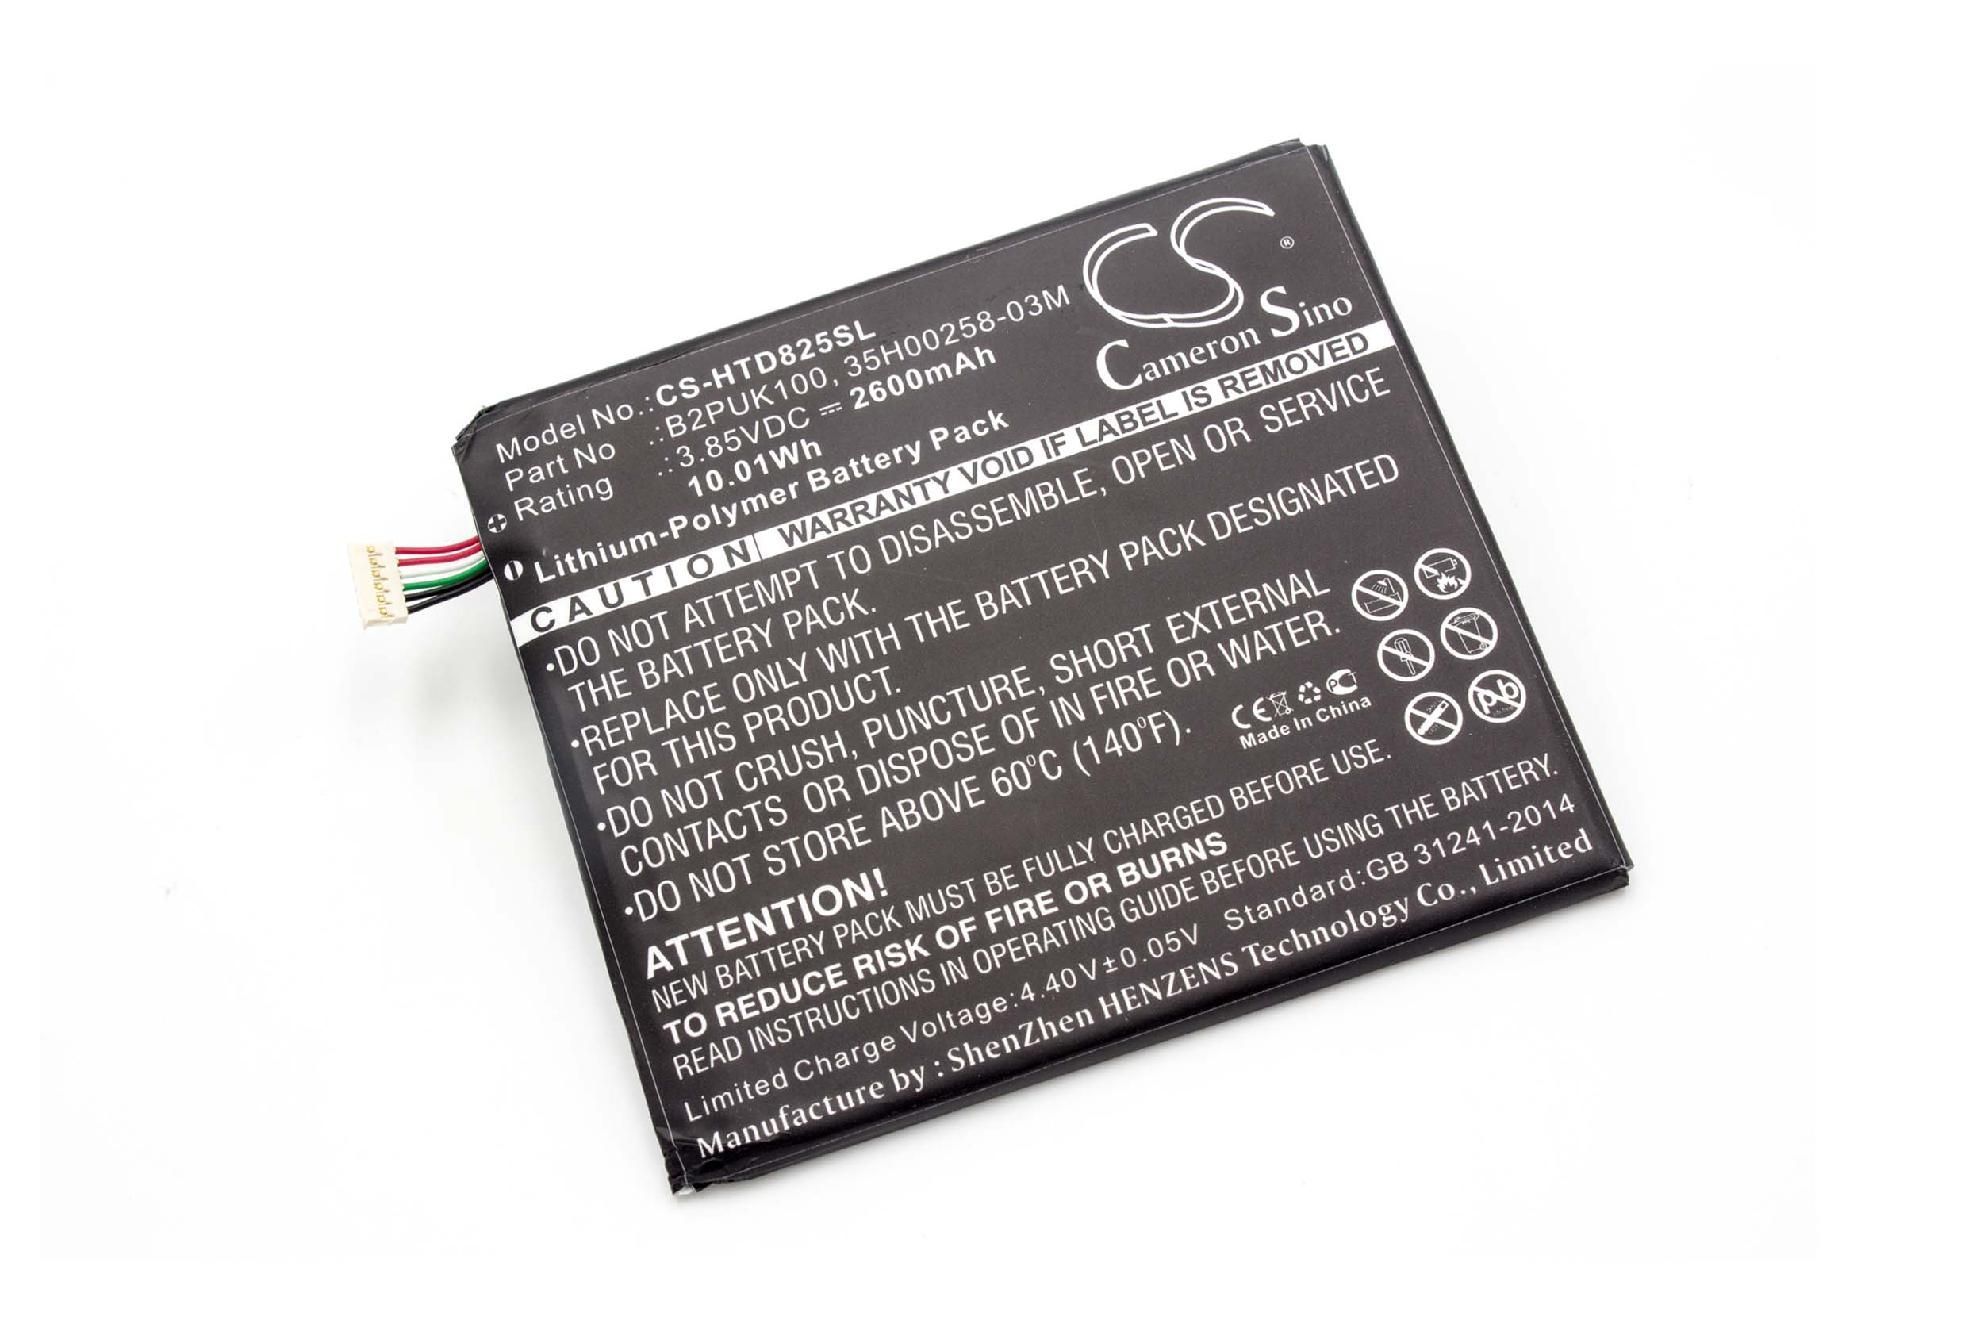 CS®
Cameron Sino
Model No.:CS-HTD825SL
Part No .:B2PUK100, 35H00258-03M
Rating .:3.85VDC ⎓ 2600mAh
10.01Wh
Lithium-Polymer Battery Pack
CAUTION WARRANTY VOID IF LABEL IS REMOVED
•DO NOT ATTEMPT TO DISASSEMBLE, OPEN OR SERVICE
THE BATTERY PACK.
•REPLACE ONLY WITH THE BATTERY PACK DESIGNATED
FOR THIS PRODUCT.
•DO NOT CRUSH, PUNCTURE, SHORT EXTERNAL
CONTACTS OR DISPOSE OF IN FIRE OR WATER.
•DO NOT STORE ABOVE 60°C (140°F).
CE PC
Made In China
pb
ATTENTION!
NEW BATTERY PACK MUST BE FULLY CHARGED BEFORE USE.
TO REDUCE RISK OF FIRE OR BURNS
READ INSTRUCTIONS IN OPERATING GUIDE BEFORE USING THE BATTERY.
Limited Charge Voltage:4.40V±0.05V Standard:GB 31241-2014
Manufacture by : ShenZhen HENZENS Technology Co., Limited